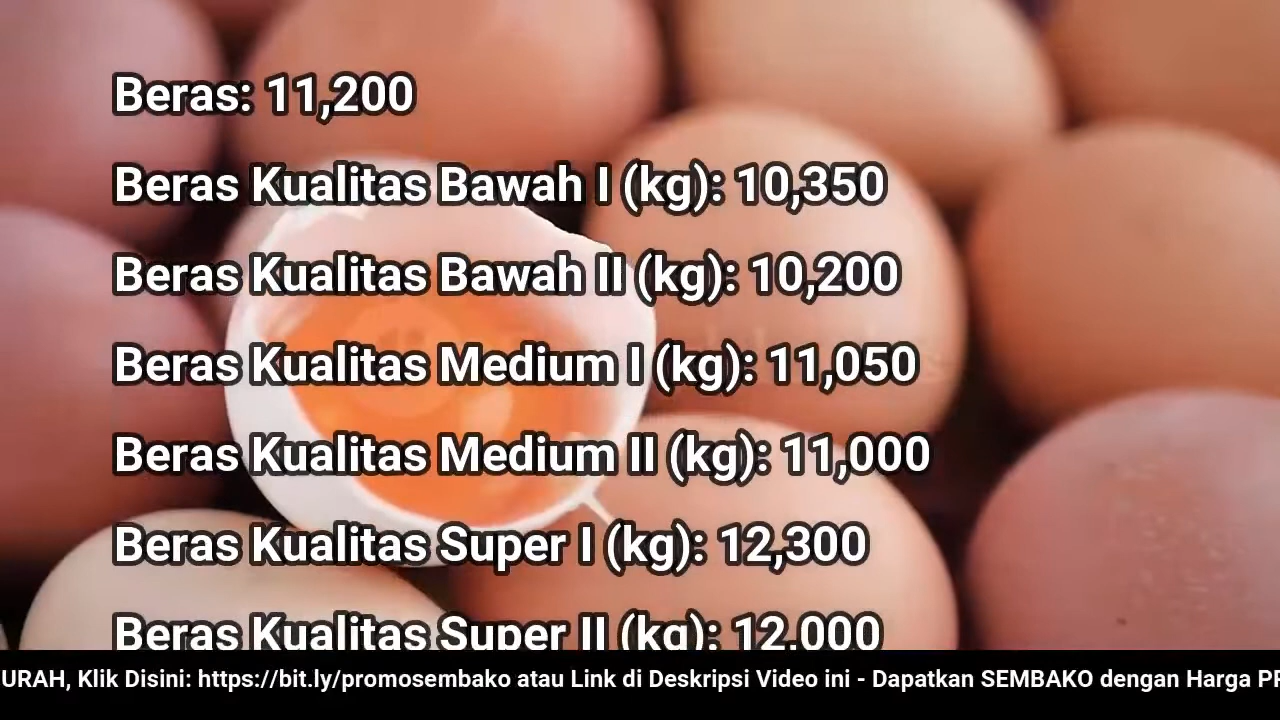 Beras: 11,200
Beras Kualitas Bawah I (kg): 10,350
Beras Kualitas Bawah II (kg): 10,200
Beras Kualitas Medium I (kg): 11,050
Beras Kualitas Medium II (kg): 11,000
Beras Kualitas Super I (kg): 12,300
Beras Kualitas Super II (kg): 12,000
URAH, Klik Disini: https://bit.ly/promosembako atau Link di Deskripsi Video ini - Dapatkan SEMBAKO dengan Harga